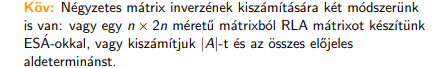 Köv: Négyzetes mátrix inverzének kiszámítására két módszerünk
is van: vagy egy n × 2n méretű mátrixból RLA mátrixot készítünk
ESÁ-okkal, vagy kiszámítjuk |A|-t és az összes előjeles
aldeterminánst.